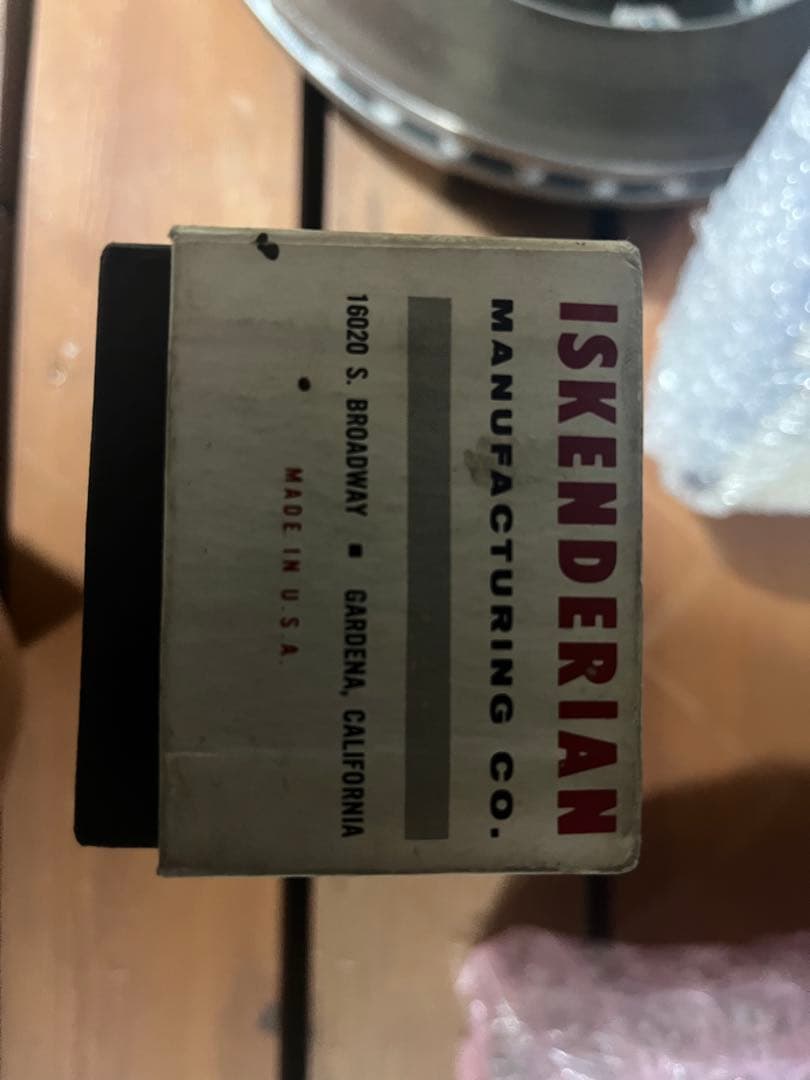 ISKENDERIAN
MANUFACTURING CO.
16020 S. BROADWAY ▪ GARDENA, CALIFORNIA
MADE IN U.S.A.